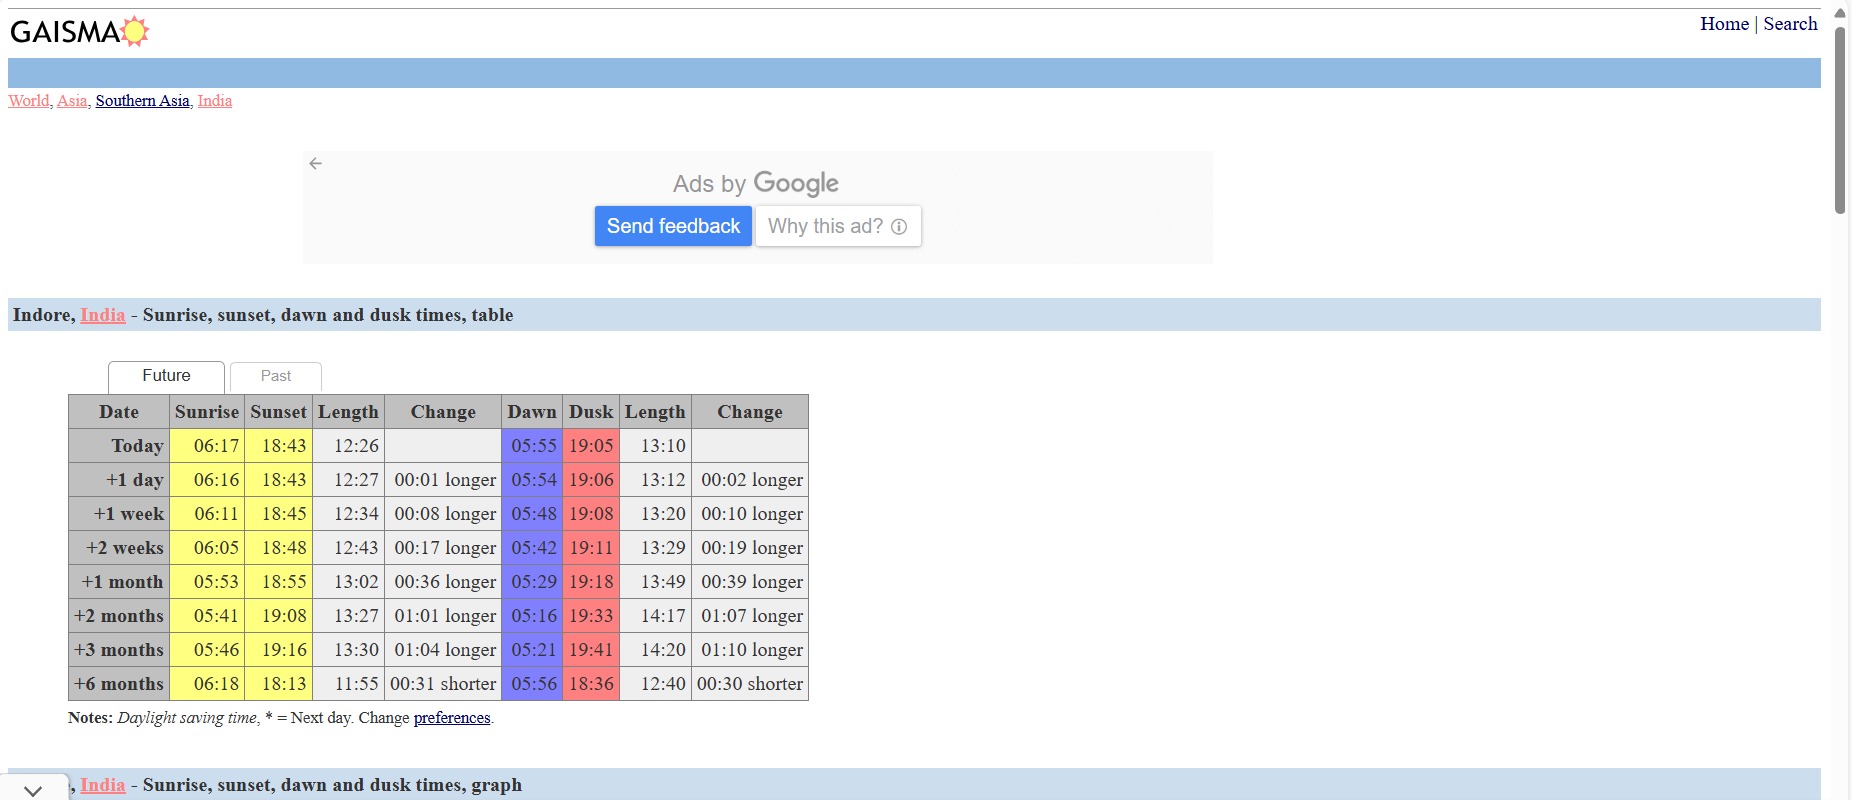 GAISMA
Home | Search
World, Asia, Southern Asia, India
Ads by Google
Send feedback Why this ad?
Indore, India - Sunrise, sunset, dawn and dusk times, table
Future Past
Date Sunrise Sunset Length Change Dawn Dusk Length Change
Today 06:17 18:43 12:26 05:55 19:05 13:10
+1 day 06:16 18:43 12:27 00:01 longer 05:54 19:06 13:12 00:02 longer
+1 week 06:11 18:45 12:34 00:08 longer 05:48 19:08 13:20 00:10 longer
+2 weeks 06:05 18:48 12:43 00:17 longer 05:42 19:11 13:29 00:19 longer
+1 month 05:53 18:55 13:02 00:36 longer 05:29 19:18 13:49 00:39 longer
+2 months 05:41 19:08 13:27 01:01 longer 05:16 19:33 14:17 01:07 longer
+3 months 05:46 19:16 13:30 01:04 longer 05:21 19:41 14:20 01:10 longer
+6 months 06:18 18:13 11:55 00:31 shorter 05:56 18:36 12:40 00:30 shorter
Notes: Daylight saving time, * = Next day. Change preferences.
, India - Sunrise, sunset, dawn and dusk times, graph